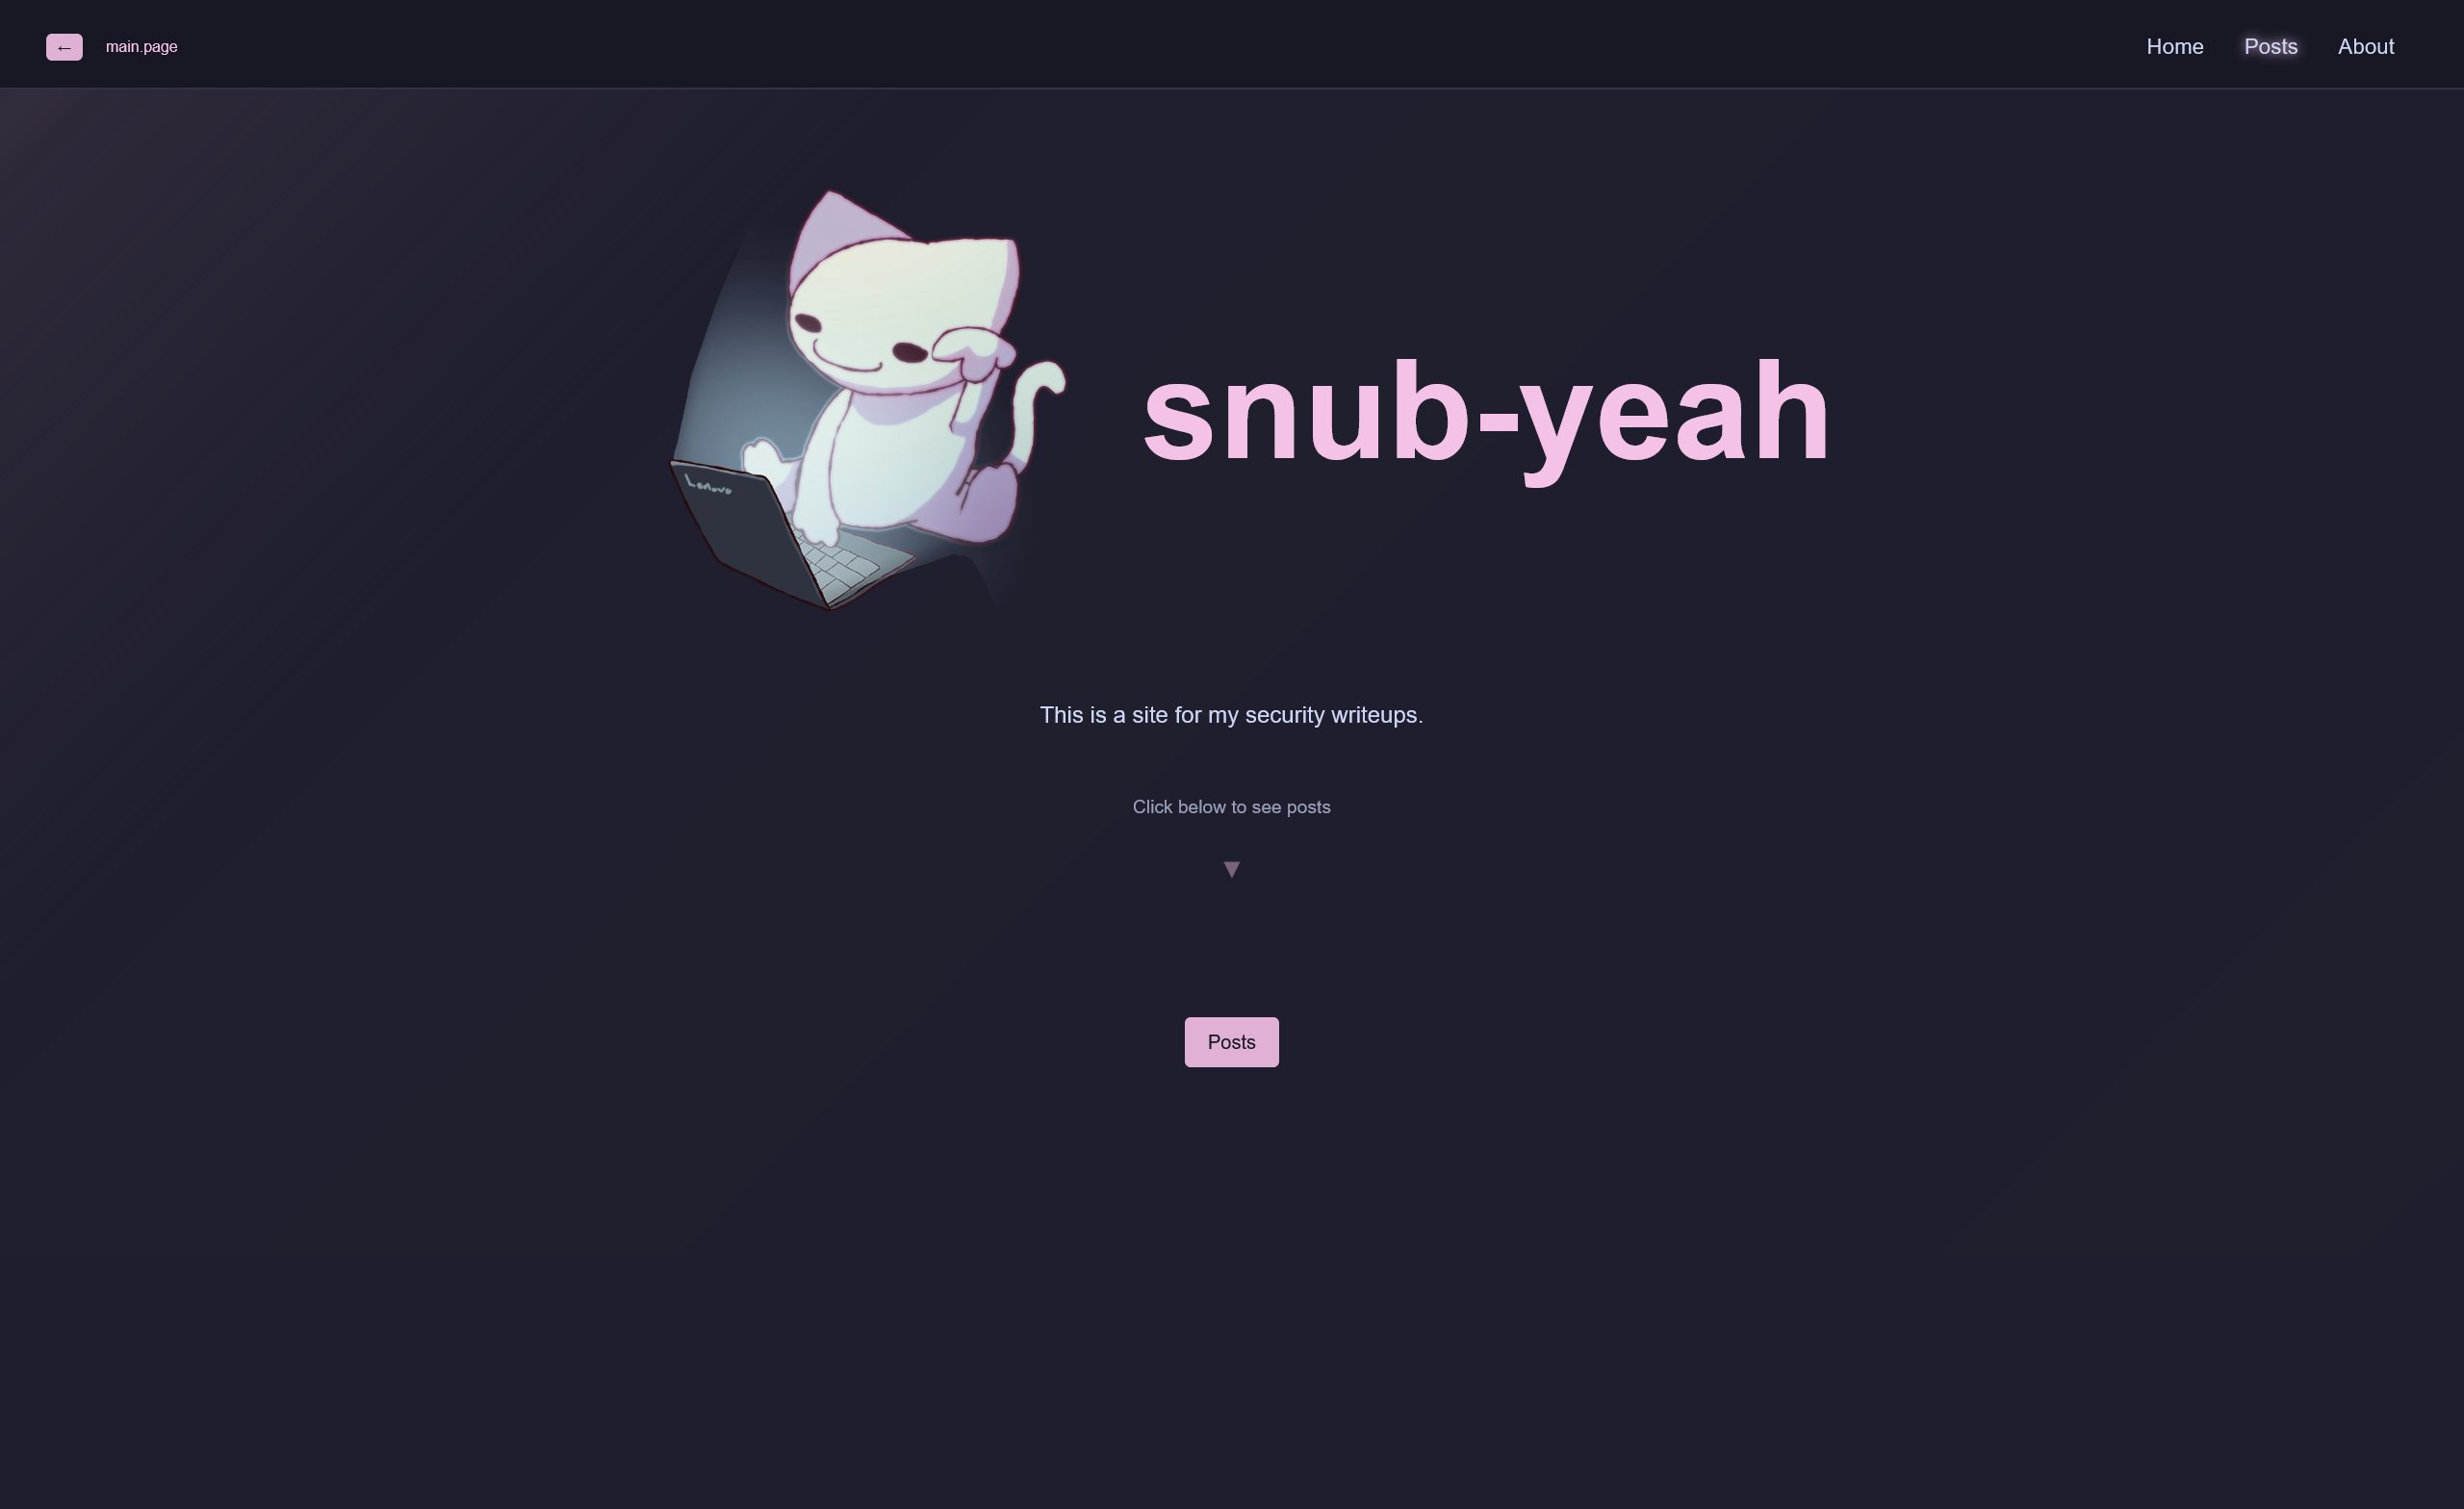 ← main.page
Home Posts About
Lenovo
snub-yeah
This is a site for my security writeups.
Click below to see posts
▼
Posts